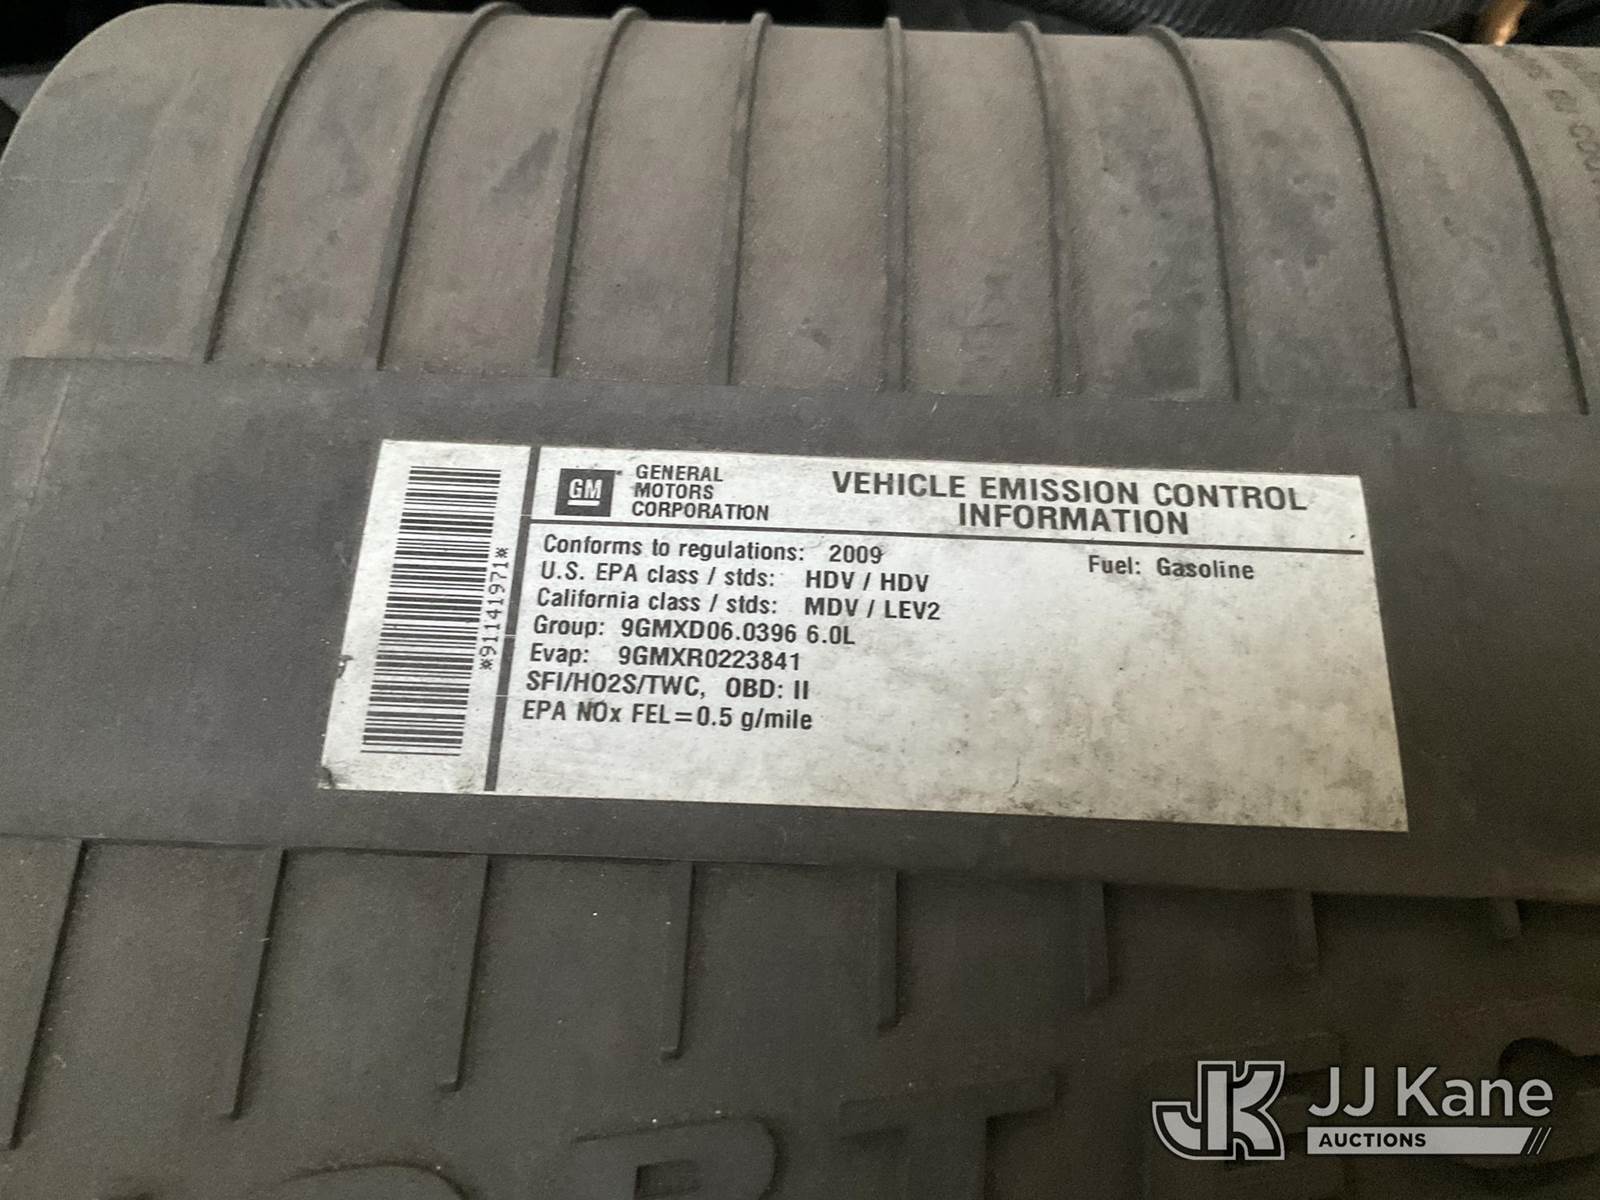 GM
GENERAL
MOTORS
CORPORATION
VEHICLE EMISSION CONTROL
INFORMATION
Conforms to regulations: 2009
Fuel: Gasoline
U.S. EPA class / stds: HDV / HDV
California class / stds: MDV / LEV2
Group: 9GMXD06.0396 6.0L
Evap: 9GMXR0223841
SFI/HO2S/TWC, OBD: II
EPA NOx FEL=0.5 g/mile
*91141971*
JK
JJ Kane
AUCTIONS